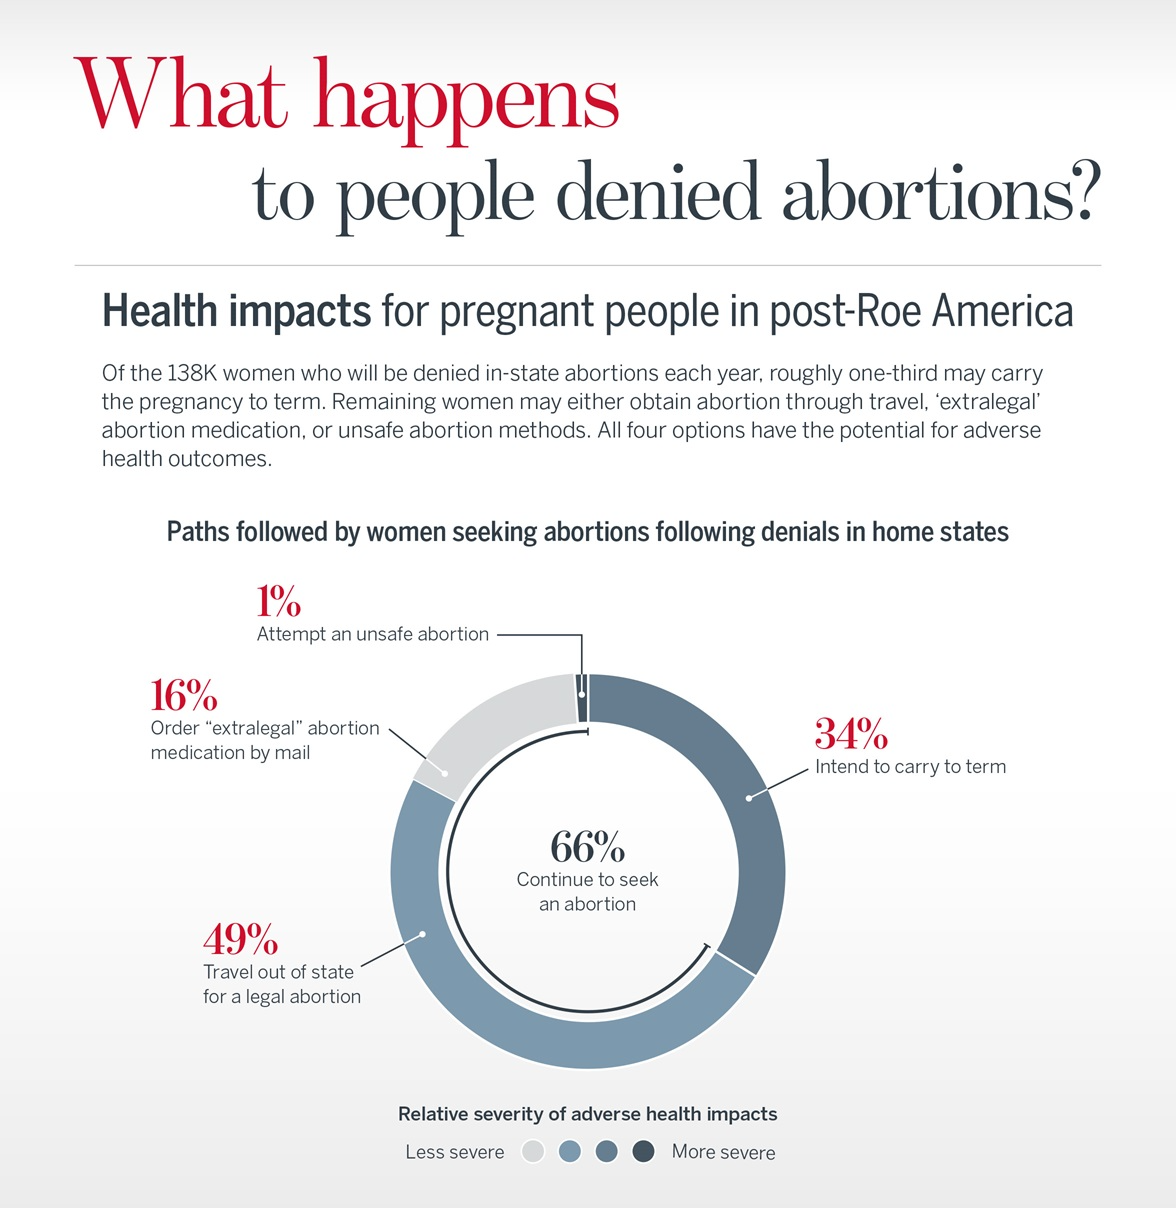 What happens
to people denied abortions?
Health impacts for pregnant people in post-Roe America
Of the 138K women who will be denied in-state abortions each year, roughly one-third may carry
the pregnancy to term. Remaining women may either obtain abortion through travel, ‘extralegal’
abortion medication, or unsafe abortion methods. All four options have the potential for adverse
health outcomes.
Paths followed by women seeking abortions following denials in home states
1%
Attempt an unsafe abortion
16%
Order “extralegal” abortion
medication by mail
34%
Intend to carry to term
66%
Continue to seek
an abortion
49%
Travel out of state
for a legal abortion
Relative severity of adverse health impacts
Less severe
More severe